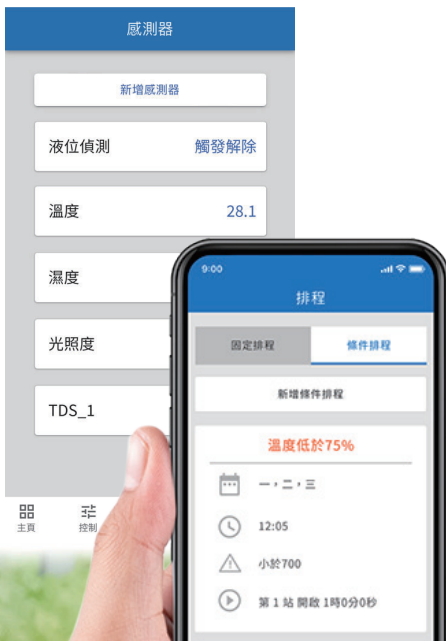 感測器
新增感測器
液位偵測 觸發解除
溫度 28.1
濕度
光照度
TDS_1
主頁 控制
9:00
排程
固定排程 條件排程
新增條件排程
溫度低於75%
一，二，三
12:05
小於700
第 1 站 開啟 1時0分0秒